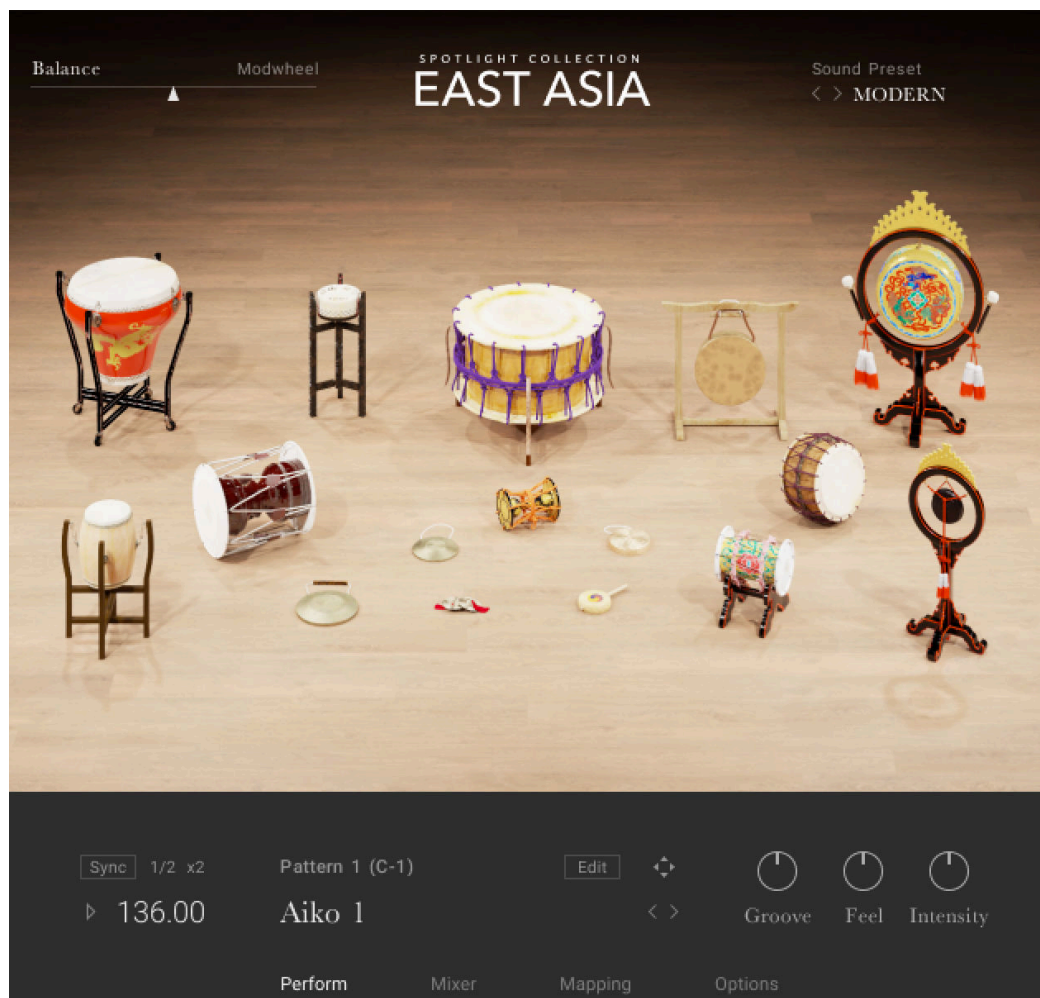 Balance
Modwheel
SPOTLIGHT COLLECTION
EAST ASIA
Sound Preset
< > MODERN
Sync 1/2 x2
Pattern 1 (C-1)
Edit
136.00
Aiko 1
< >
Groove
Feel
Intensity
Perform
Mixer
Mapping
Options